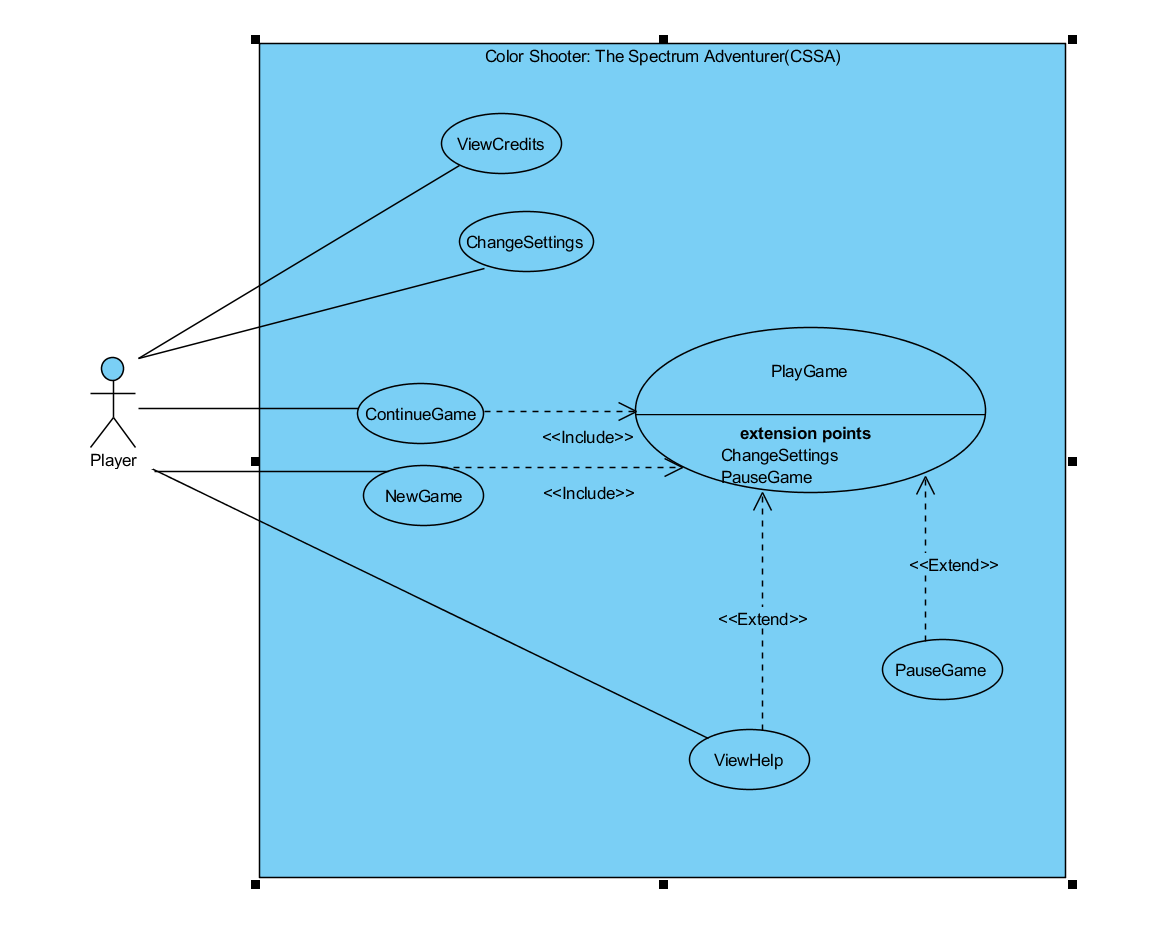 Color Shooter: The Spectrum Adventurer(CSSA)
ViewCredits
ChangeSettings
PlayGame
ContinueGame
<<Include>>
extension points
ChangeSettings
PauseGame
Player
NewGame
<<Include>>
<<Extend>>
<<Extend>>
PauseGame
ViewHelp